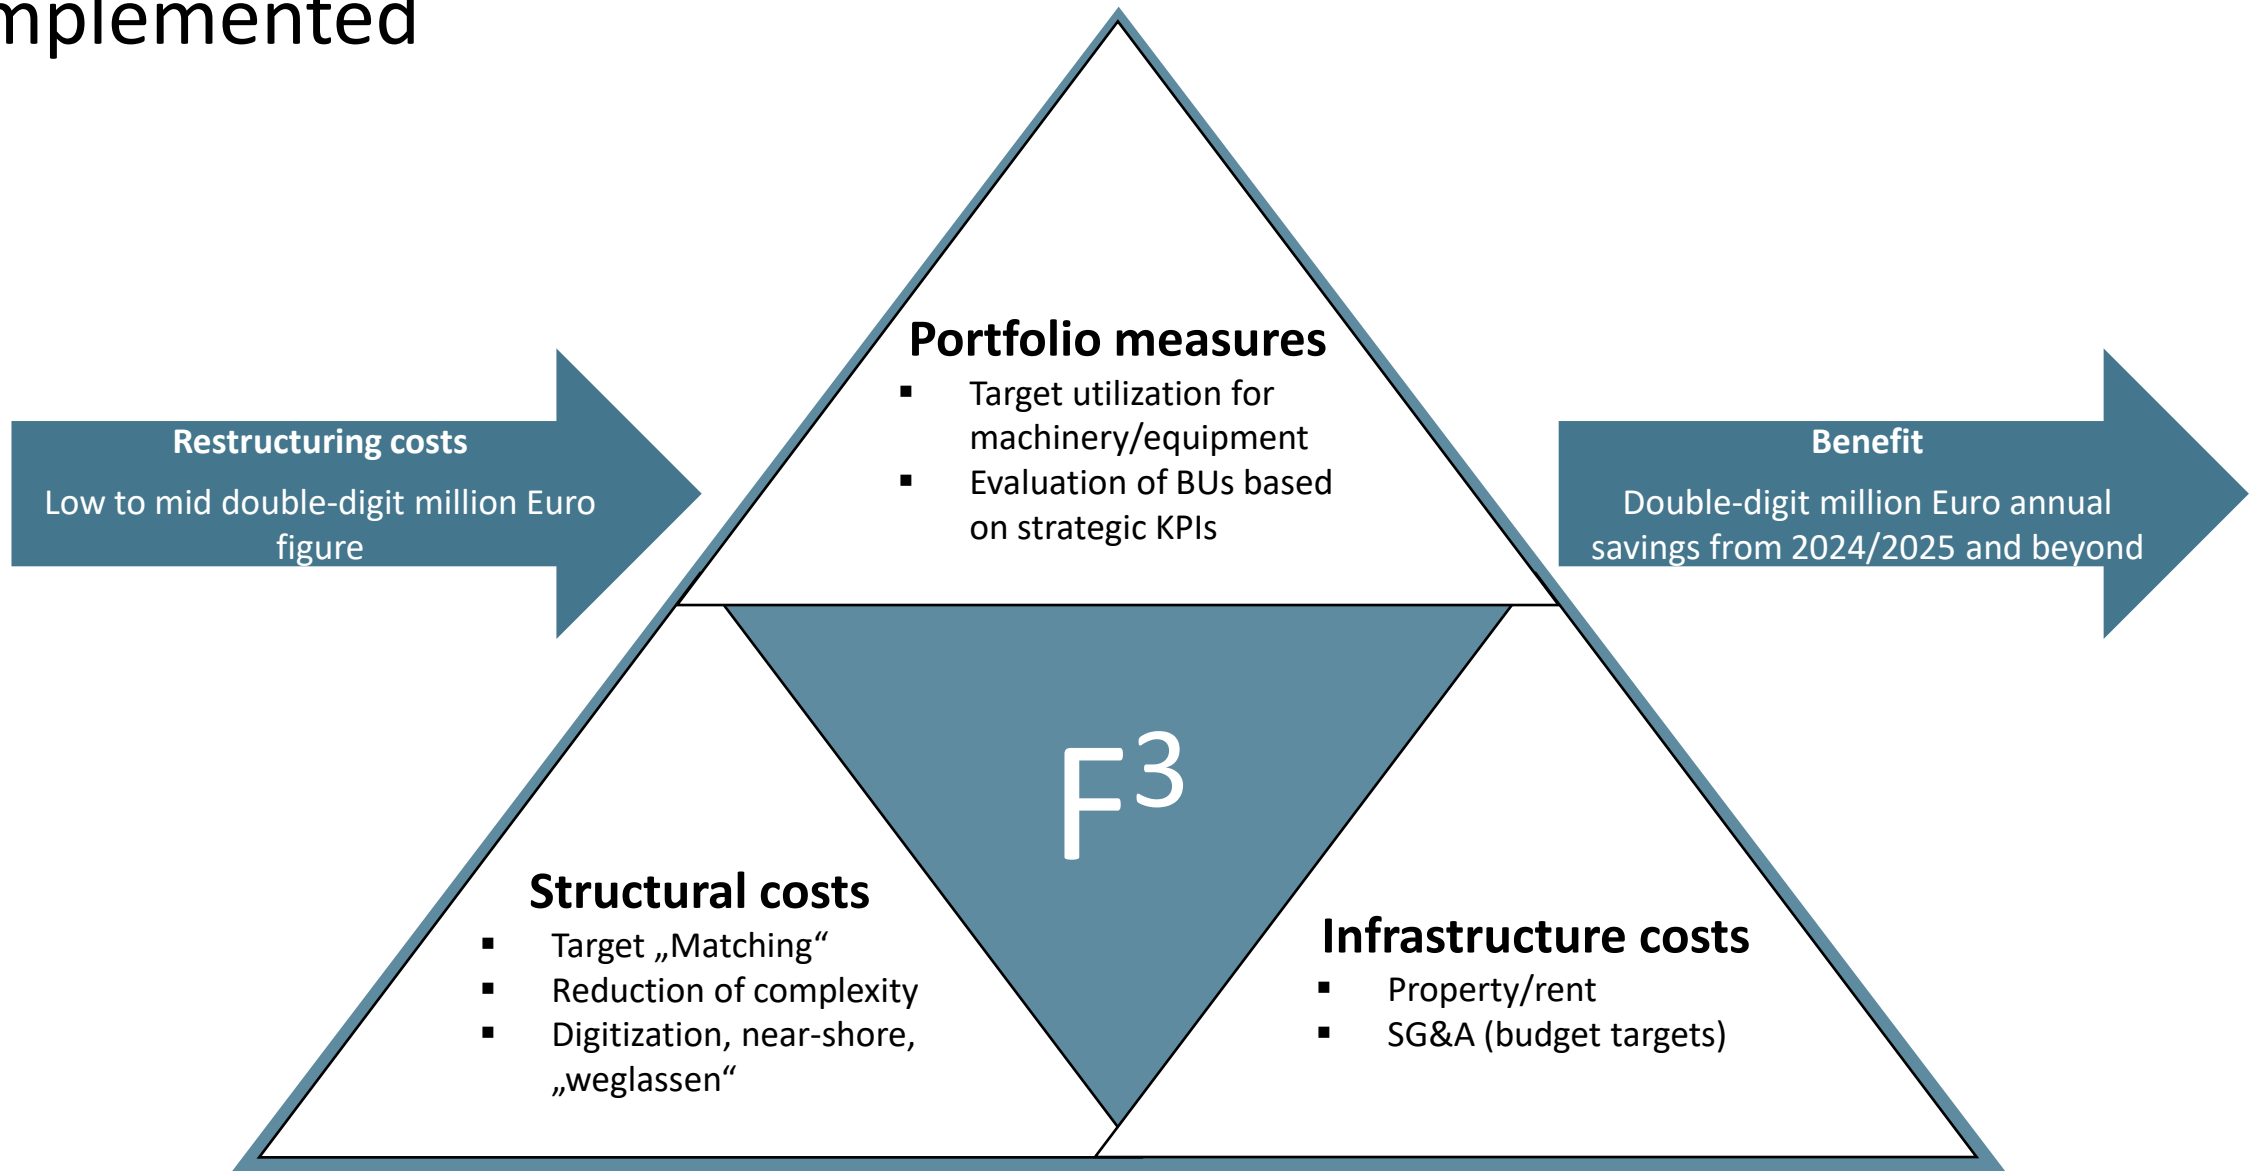 mplemented
Portfolio measures
▪ Target utilization for
machinery/equipment
▪ Evaluation of BUs based
on strategic KPIs
Restructuring costs
Low to mid double-digit million Euro
figure
Benefit
Double-digit million Euro annual
savings from 2024/2025 and beyond
F³
Structural costs
▪ Target „Matching“
▪ Reduction of complexity
▪ Digitization, near-shore,
„weglassen“
Infrastructure costs
▪ Property/rent
▪ SG&A (budget targets)